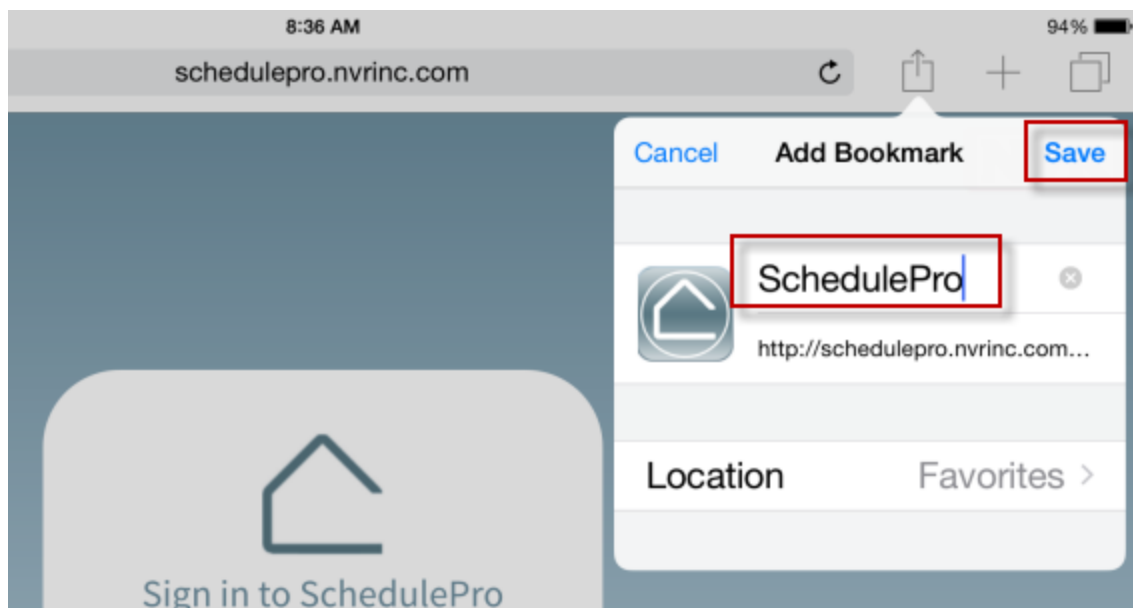 8:36 AM
94%
schedulepro.nvrinc.com
Cancel
Add Bookmark
Save
SchedulePro
http://schedulepro.nvrinc.com...
Location
Favorites >
Sign in to SchedulePro